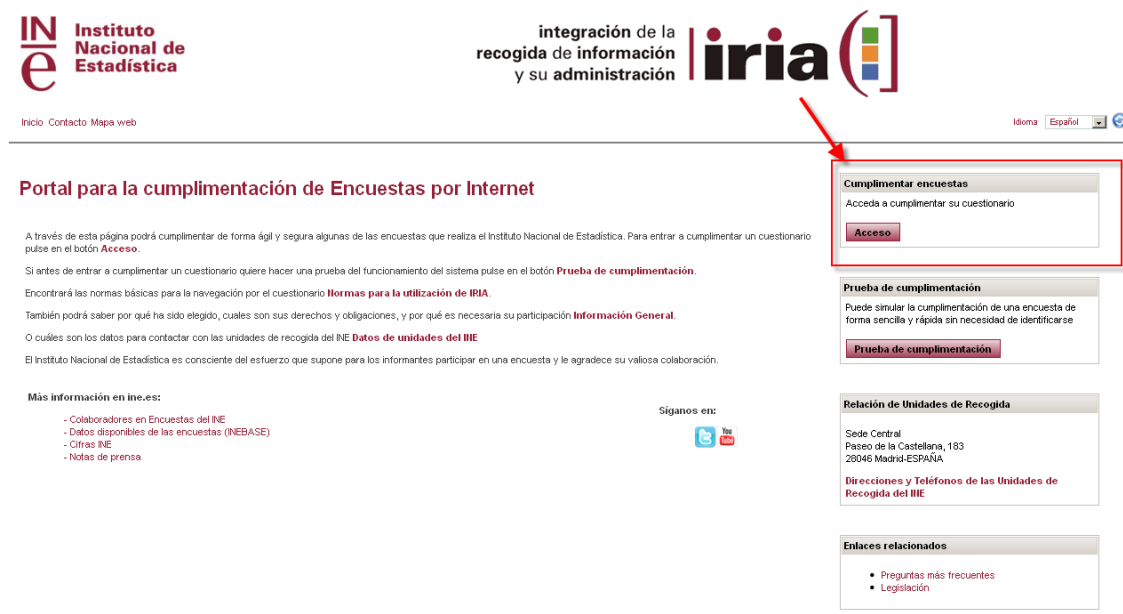 INe
Instituto
Nacional de
Estadística
integración de la
recogida de información
y su administración
iria
Inicio Contacto Mapa web
Idioma Español
Portal para la cumplimentación de Encuestas por Internet
A través de esta página podrá cumplimentar de forma ágil y segura algunas de las encuestas que realiza el Instituto Nacional de Estadística. Para entrar a cumplimentar un cuestionario
pulse en el botón Acceso.
Si antes de entrar a cumplimentar un cuestionario quiere hacer una prueba del funcionamiento del sistema pulse en el botón Prueba de cumplimentación.
Encontrará las normas básicas para la navegación por el cuestionario Normas para la utilización de IRIA.
También podrá saber por qué ha sido elegido, cuales son sus derechos y obligaciones, y por qué es necesaria su participación Información General.
O cuáles son los datos para contactar con las unidades de recogida del INE Datos de unidades del INE
El Instituto Nacional de Estadística es consciente del esfuerzo que supone para los informantes participar en una encuesta y le agradece su valiosa colaboración.
Más información en ine.es:
- Colaboradores en Encuestas del INE
- Datos disponibles de las encuestas (INEBASE)
- Cifras INE
- Notas de prensa
Síganos en:
You
Tube
Cumplimentar encuestas
Acceda a cumplimentar su cuestionario
Acceso
Prueba de cumplimentación
Puede simular la cumplimentación de una encuesta de
forma sencilla y rápida sin necesidad de identificarse
Prueba de cumplimentación
Relación de Unidades de Recogida
Sede Central
Paseo de la Castellana, 183
28046 Madrid-ESPAÑA
Direcciones y Teléfonos de las Unidades de
Recogida del INE
Enlaces relacionados
• Preguntas más frecuentes
• Legislación